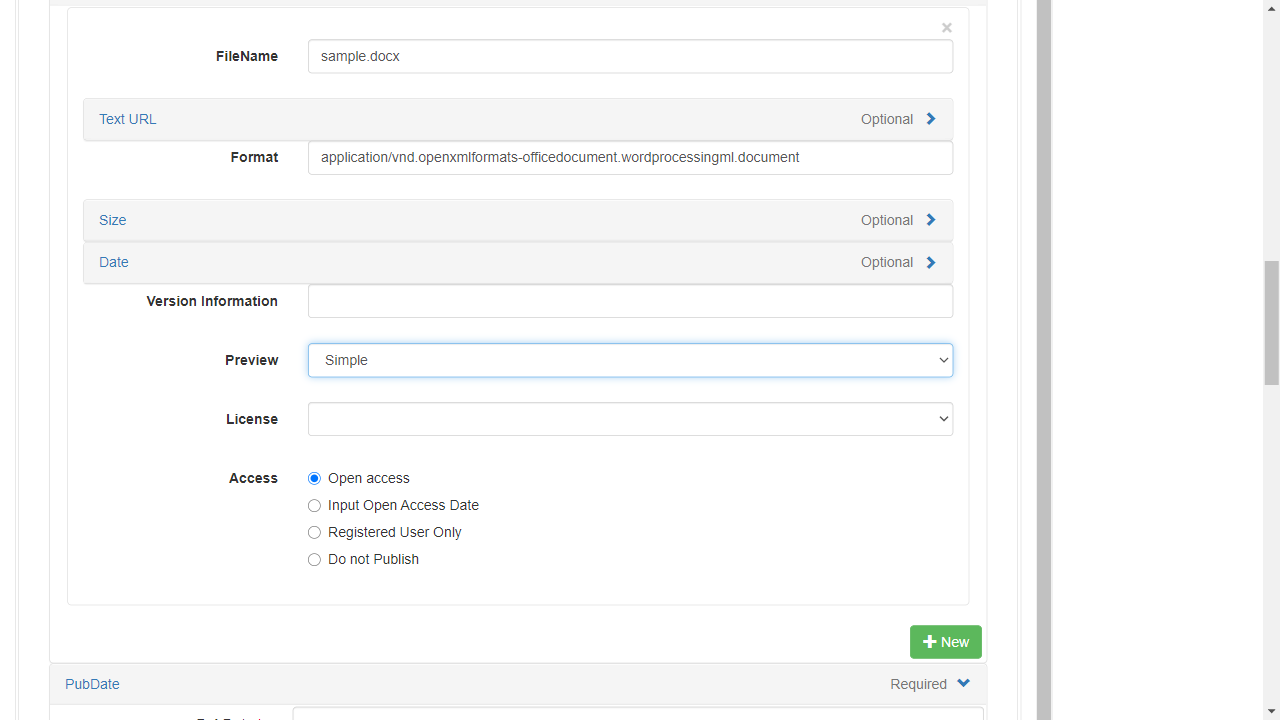 ×
FileName sample.docx
Text URL Optional
Format application/vnd.openxmlformats-officedocument.wordprocessingml.document
Size Optional
Date Optional
Version Information
Preview Simple
License
Access Open access
Input Open Access Date
Registered User Only
Do not Publish
New
PubDate Required